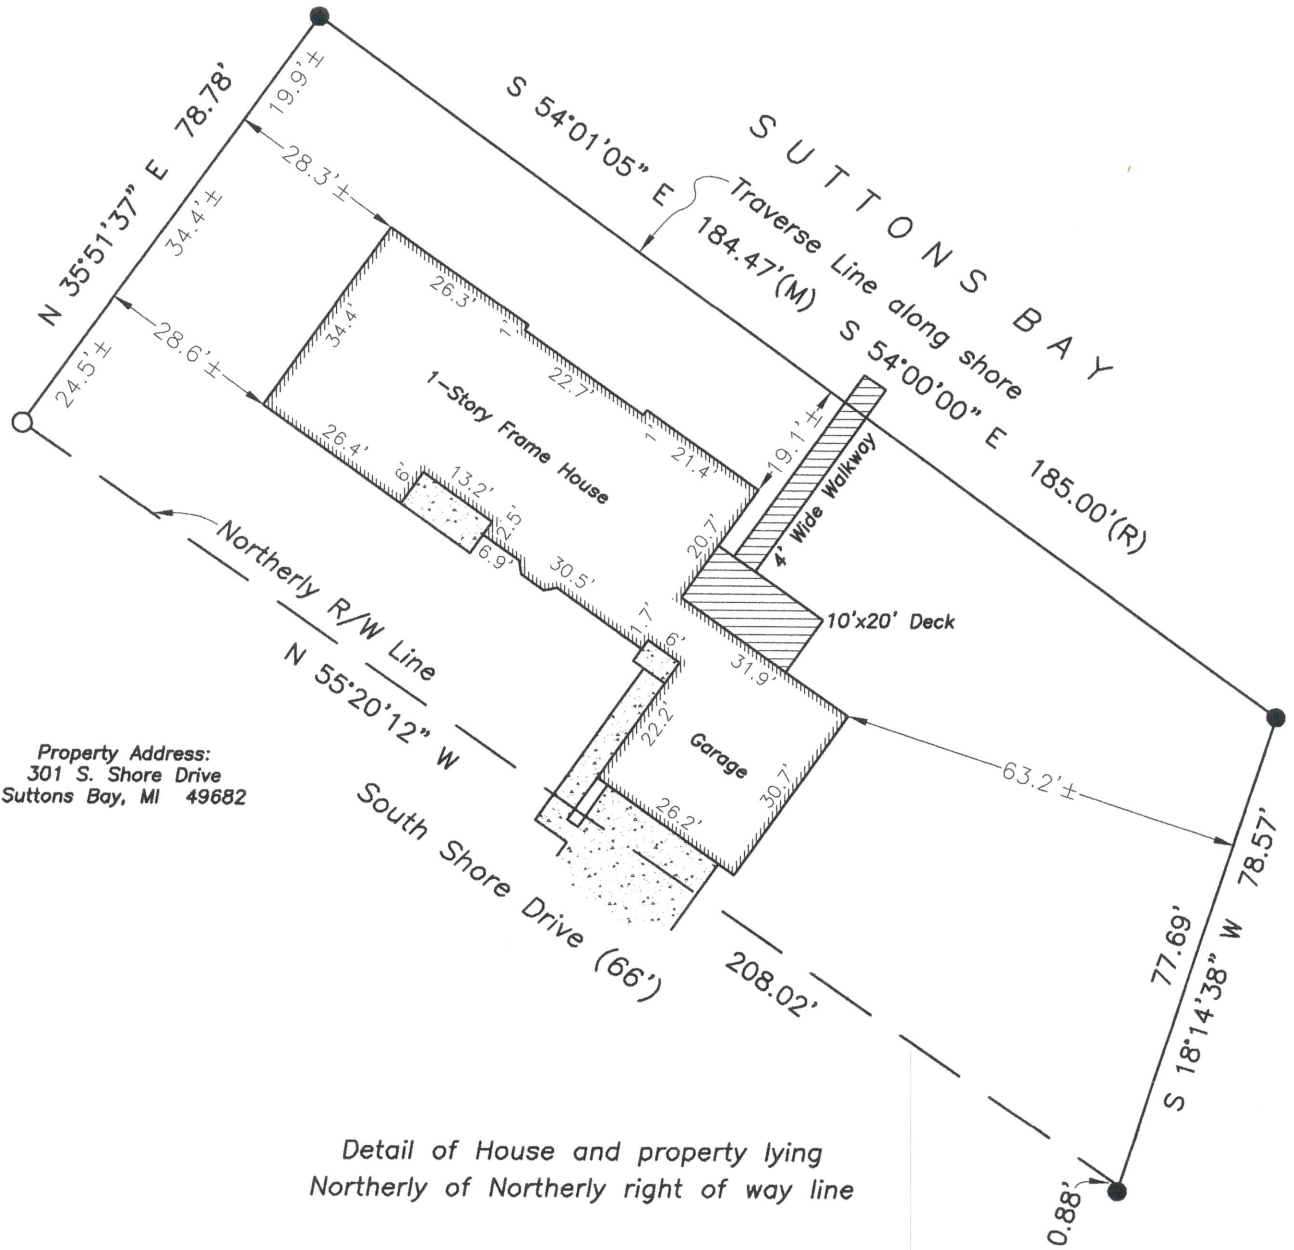 S U T T O N S B A Y
S 54°01'05" E 184.47'(M)
Traverse Line along shore
S 54°00'00" E 185.00'(R)
N 35°51'37" E 78.78'
19.9'±
34.4'±
24.5'±
28.3'±
28.6'±
26.3'
1'
22.7'
1'
21.4'
34.4'
1-Story Frame House
26.4'
6'
13.2'
2.5'
6.9'
30.5'
1.7'
6'
20.7'
19.1'±
4' Wide Walkway
10'x20' Deck
31.9'
22.2'
Garage
30.7'
26.2'
63.2'±
77.69'
S 18°14'38" W 78.57'
0.88'
Northerly R/W Line
N 55°20'12" W
208.02'
South Shore Drive (66')
Property Address:
301 S. Shore Drive
Suttons Bay, MI 49682
Detail of House and property lying
Northerly of Northerly right of way line